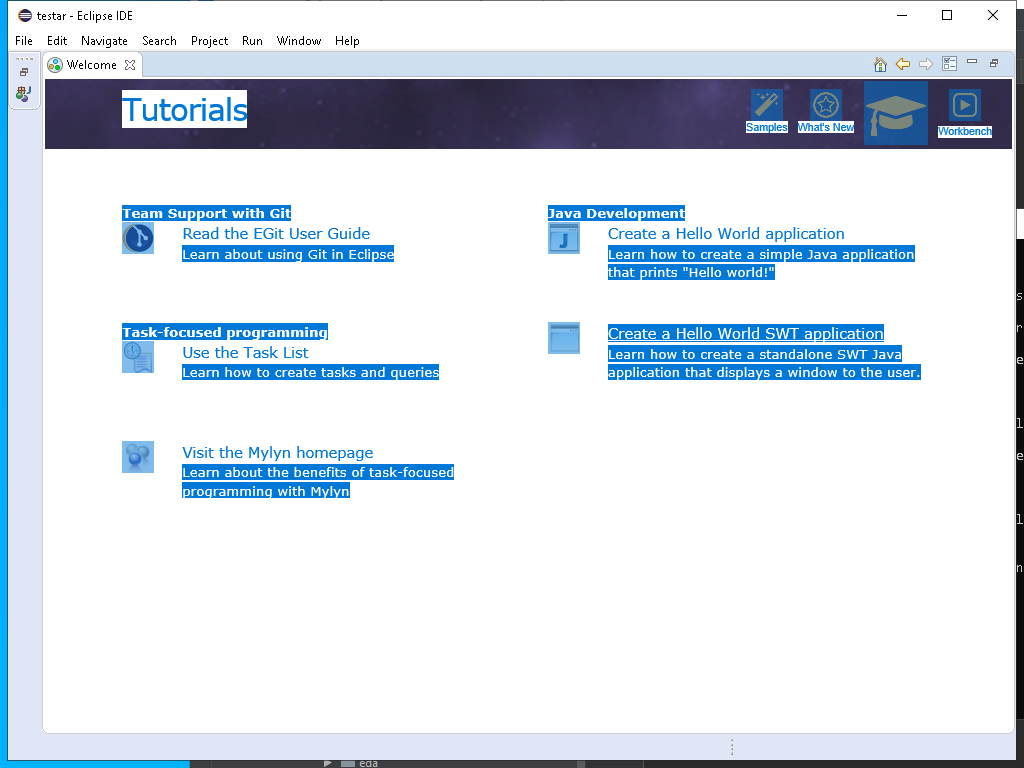 testar - Eclipse IDE
File Edit Navigate Search Project Run Window Help
Welcome
Tutorials
Samples
What's New
Workbench
Team Support with Git
Read the EGit User Guide
Learn about using Git in Eclipse
Java Development
Create a Hello World application
Learn how to create a simple Java application
that prints "Hello world!"
Task-focused programming
Use the Task List
Learn how to create tasks and queries
Create a Hello World SWT application
Learn how to create a standalone SWT Java
application that displays a window to the user.
Visit the Mylyn homepage
Learn about the benefits of task-focused
programming with Mylyn
eda